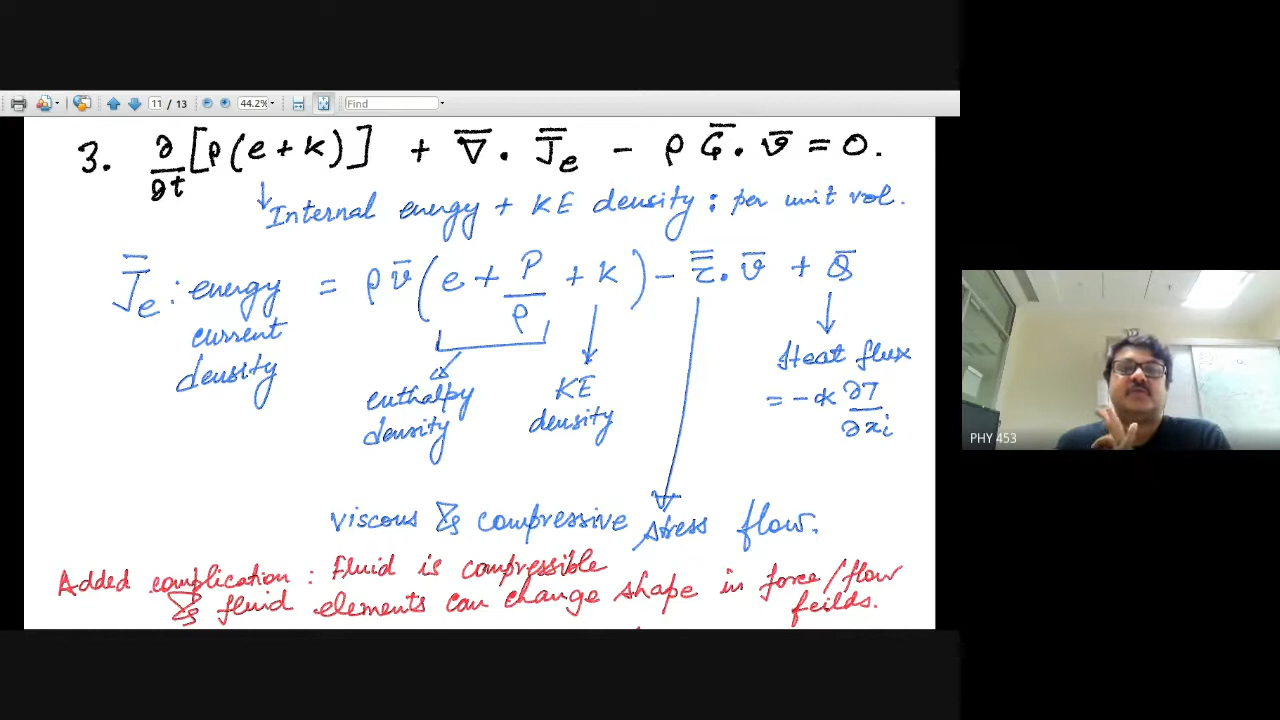 11 / 13 44.2% Find
3. ∂/∂t [ρ(e+k)] + ∇̄ . J̄e - ρ Ḡ . v̄ = 0.
Internal energy + KE density : per unit vol.
J̄e : energy current density = ρv̄ (e + P/ρ + k) - τ̿ . v̄ + Q̄
enthalpy density
KE density
Heat flux
= -α ∂T/∂xi
viscous & compressive stress flow.
Added complication : Fluid is compressible
& fluid elements can change shape in force/flow
feilds.
PHY 453